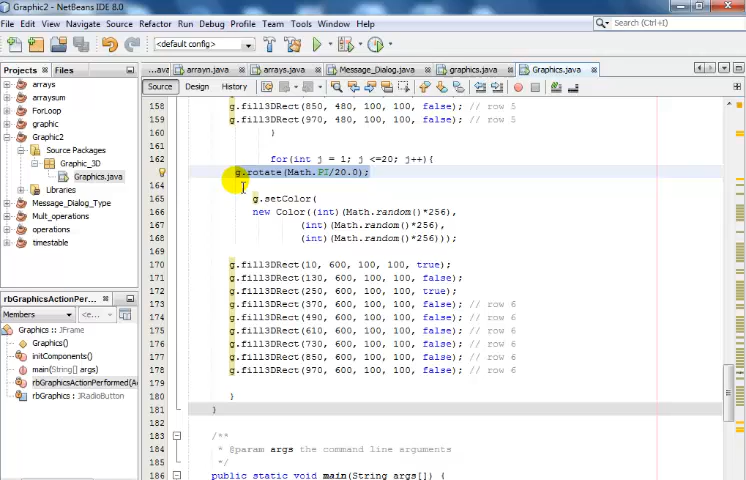 Graphic2 - NetBeans IDE 8.0
File Edit View Navigate Source Refactor Run Debug Profile Team Tools Window Help
Search (Ctrl+I)
<default config>
Projects Files
...ava arrayn.java arrays.java Message_Dialog.java graphics.java Graphics.java
Source Design History
arrays
arraysum
ForLoop
graphic
Graphic2
Source Packages
Graphic_3D
Graphics.java
Libraries
Message_Dialog_Type
Mult_operations
operations
timestable
rbGraphicsActionPer...
Members <e...
Graphics :: JFrame
Graphics()
initComponents()
main(String[] args)
rbGraphicsActionPerformed(A
rbGraphics : JRadioButton
158 g.fill3DRect(850, 480, 100, 100, false); // row 5
159 g.fill3DRect(970, 480, 100, 100, false); // row 5
160 }
161
162 for(int j = 1; j <=20; j++){
g.rotate(Math.PI/20.0);
164
165 g.setColor(
166 new Color((int)(Math.random()*256),
167 (int)(Math.random()*256),
168 (int)(Math.random()*256)));
169
170 g.fill3DRect(10, 600, 100, 100, true);
171 g.fill3DRect(130, 600, 100, 100, false);
172 g.fill3DRect(250, 600, 100, 100, true);
173 g.fill3DRect(370, 600, 100, 100, false); // row 6
174 g.fill3DRect(490, 600, 100, 100, false); // row 6
175 g.fill3DRect(610, 600, 100, 100, false); // row 6
176 g.fill3DRect(730, 600, 100, 100, false); // row 6
177 g.fill3DRect(850, 600, 100, 100, false); // row 6
178 g.fill3DRect(970, 600, 100, 100, false); // row 6
179
180 }
181 }
182
183 /**
184 * @param args the command line arguments
185 */
186 public static void main(String args[]) {